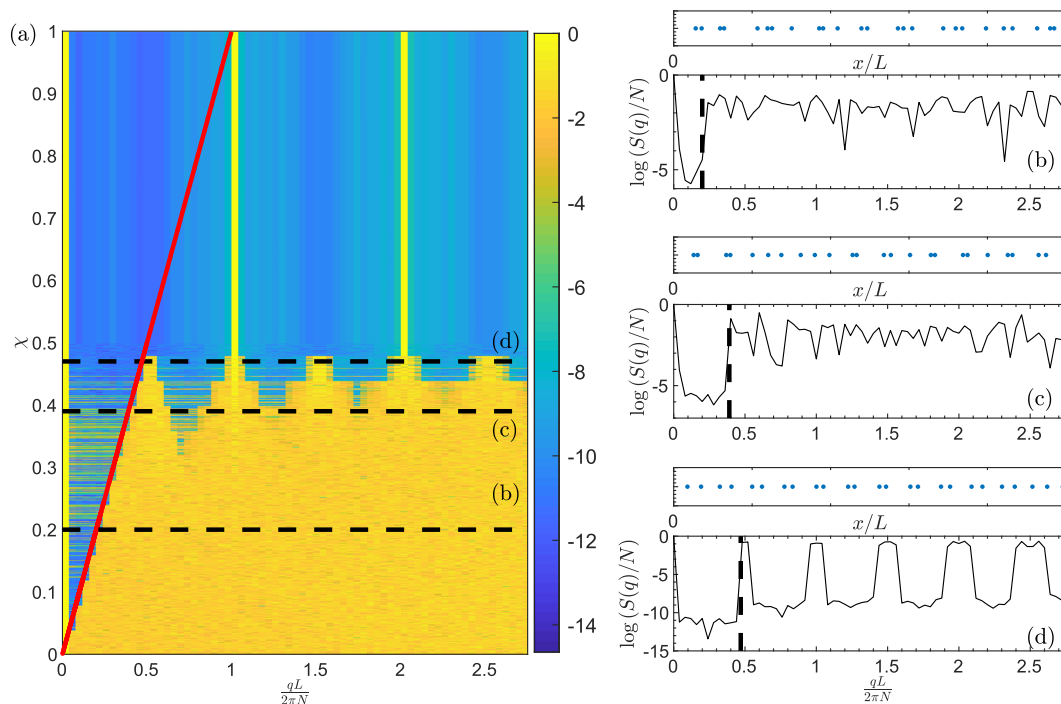 (a)
1
0.9
0.8
0.7
0.6
0.5
0.4
0.3
0.2
0.1
0
χ
(d)
(c)
(b)
0 0.5 1 1.5 2 2.5
qL
2πN
0
-2
-4
-6
-8
-10
-12
-14
0 x/L
0
-5
log (S(q)/N)
(b)
0 0.5 1 1.5 2 2.5
0 x/L
0
-5
log (S(q)/N)
(c)
0 0.5 1 1.5 2 2.5
0 x/L
0
-5
-10
-15
log (S(q)/N)
(d)
0 0.5 1 1.5 2 2.5
qL
2πN